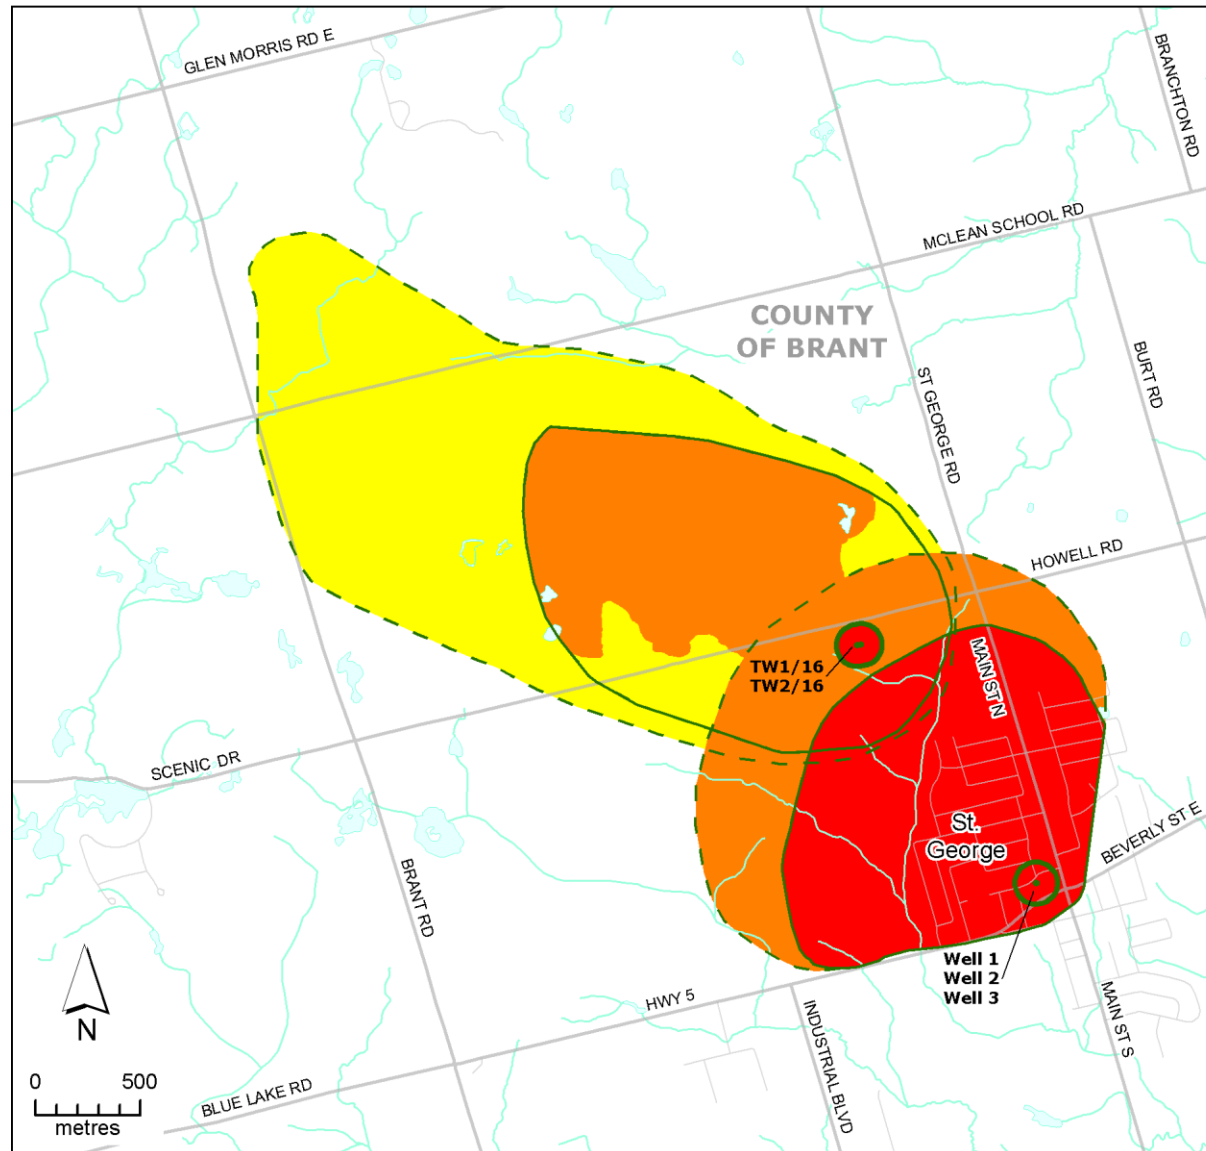 GLEN MORRIS RD E
BRANCHTON RD
MCLEAN SCHOOL RD
COUNTY
OF BRANT
BURT RD
ST GEORGE RD
HOWELL RD
TW1/16
TW2/16
MAIN ST N
SCENIC DR
St.
George
BEVERLY ST E
BRANT RD
Well 1
Well 2
Well 3
HWY 5
MAIN ST S
INDUSTRIAL BLVD
N
0 500
metres
BLUE LAKE RD